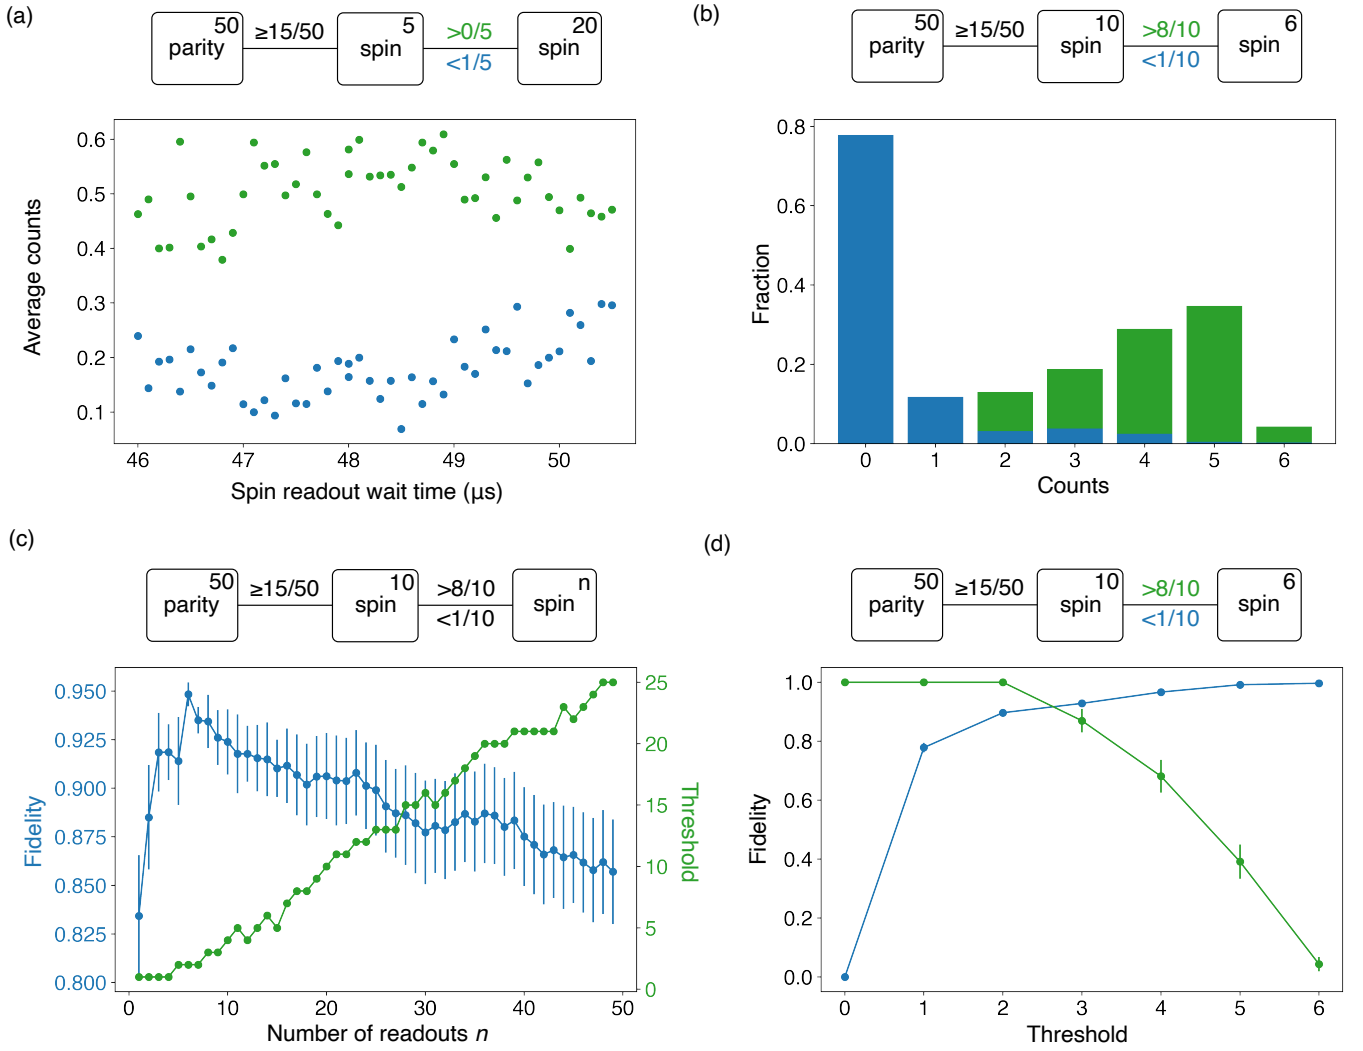 (a)
50
parity
≥15/50
5
spin
>0/5
<1/5
20
spin
Average counts
0.6
0.5
0.4
0.3
0.2
0.1
46 47 48 49 50
Spin readout wait time (μs)
(b)
50
parity
≥15/50
10
spin
>8/10
<1/10
6
spin
Fraction
0.8
0.6
0.4
0.2
0.0
0 1 2 3 4 5 6
Counts
(c)
50
parity
≥15/50
10
spin
>8/10
<1/10
n
spin
Fidelity
0.950
0.925
0.900
0.875
0.850
0.825
0.800
25
20
15
10
5
0
Threshold
0 10 20 30 40 50
Number of readouts n
(d)
50
parity
≥15/50
10
spin
>8/10
<1/10
6
spin
Fidelity
1.0
0.8
0.6
0.4
0.2
0.0
0 1 2 3 4 5 6
Threshold